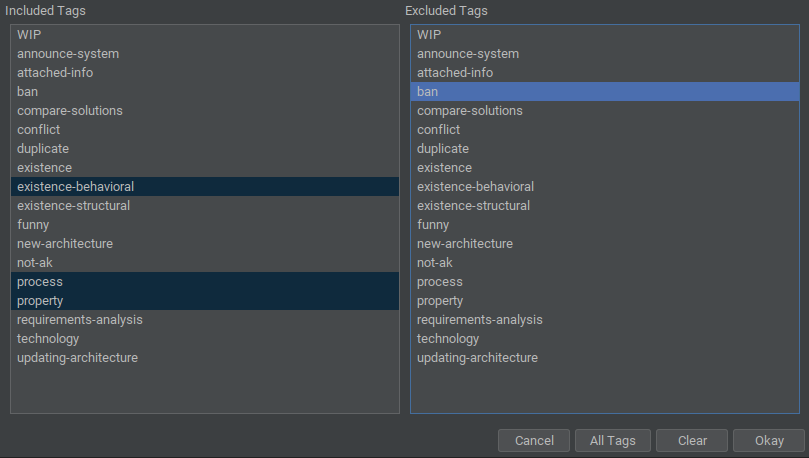 Included Tags
WIP
announce-system
attached-info
ban
compare-solutions
conflict
duplicate
existence
existence-behavioral
existence-structural
funny
new-architecture
not-ak
process
property
requirements-analysis
technology
updating-architecture
Excluded Tags
WIP
announce-system
attached-info
ban
compare-solutions
conflict
duplicate
existence
existence-behavioral
existence-structural
funny
new-architecture
not-ak
process
property
requirements-analysis
technology
updating-architecture
Cancel
All Tags
Clear
Okay